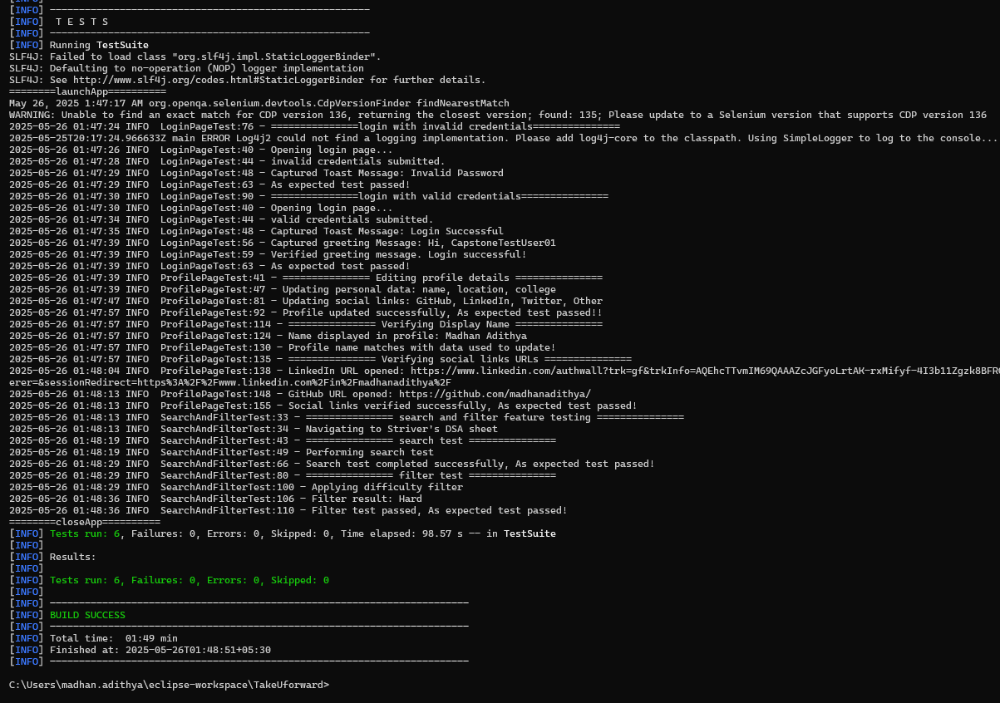 [INFO]
[INFO] -------------------------------------------------------
[INFO]  T E S T S
[INFO] -------------------------------------------------------
[INFO] Running TestSuite
SLF4J: Failed to load class "org.slf4j.impl.StaticLoggerBinder".
SLF4J: Defaulting to no-operation (NOP) logger implementation
SLF4J: See http://www.slf4j.org/codes.html#StaticLoggerBinder for further details.
========launchApp==========
May 26, 2025 1:47:17 AM org.openqa.selenium.devtools.CdpVersionFinder findNearestMatch
WARNING: Unable to find an exact match for CDP version 136, returning the closest version; found: 135; Please update to a Selenium version that supports CDP version 136
2025-05-26 01:47:24 INFO  LoginPageTest:76 - ===============login with invalid credentials===============
2025-05-25T20:17:24.966633Z main ERROR Log4j2 could not find a logging implementation. Please add log4j-core to the classpath. Using SimpleLogger to log to the console...
2025-05-26 01:47:26 INFO  LoginPageTest:40 - Opening login page...
2025-05-26 01:47:28 INFO  LoginPageTest:44 - invalid credentials submitted.
2025-05-26 01:47:29 INFO  LoginPageTest:48 - Captured Toast Message: Invalid Password
2025-05-26 01:47:29 INFO  LoginPageTest:63 - As expected test passed!
2025-05-26 01:47:30 INFO  LoginPageTest:90 - ===============login with valid credentials===============
2025-05-26 01:47:30 INFO  LoginPageTest:40 - Opening login page...
2025-05-26 01:47:34 INFO  LoginPageTest:44 - valid credentials submitted.
2025-05-26 01:47:35 INFO  LoginPageTest:48 - Captured Toast Message: Login Successful
2025-05-26 01:47:39 INFO  LoginPageTest:56 - Captured greeting Message: Hi, CapstoneTestUser01
2025-05-26 01:47:39 INFO  LoginPageTest:59 - Verified greeting message. Login successful!
2025-05-26 01:47:39 INFO  LoginPageTest:63 - As expected test passed!
2025-05-26 01:47:39 INFO  ProfilePageTest:41 - =============== Editing profile details ===============
2025-05-26 01:47:39 INFO  ProfilePageTest:47 - Updating personal data: name, location, college
2025-05-26 01:47:47 INFO  ProfilePageTest:81 - Updating social links: GitHub, LinkedIn, Twitter, Other
2025-05-26 01:47:57 INFO  ProfilePageTest:92 - Profile updated successfully, As expected test passed!!
2025-05-26 01:47:57 INFO  ProfilePageTest:114 - =============== Verifying Display Name ===============
2025-05-26 01:47:57 INFO  ProfilePageTest:124 - Name displayed in profile: Madhan Adithya
2025-05-26 01:47:57 INFO  ProfilePageTest:130 - Profile name matches with data used to update!
2025-05-26 01:47:57 INFO  ProfilePageTest:135 - =============== Verifying social links URLs ===============
2025-05-26 01:48:04 INFO  ProfilePageTest:138 - LinkedIn URL opened: https://www.linkedin.com/authwall?trk=gf&trkInfo=AQEhcTTvmIM69QAAAZcJGFyoLrtAK-rxMifyf-4I3b11Zgzk8BFR
erer=&sessionRedirect=https%3A%2F%2Fwww.linkedin.com%2Fin%2Fmadhanadithya%2F
2025-05-26 01:48:13 INFO  ProfilePageTest:148 - GitHub URL opened: https://github.com/madhanadithya/
2025-05-26 01:48:13 INFO  ProfilePageTest:155 - Social links verified successfully, As expected test passed!
2025-05-26 01:48:13 INFO  SearchAndFilterTest:33 - =============== search and filter feature testing ===============
2025-05-26 01:48:13 INFO  SearchAndFilterTest:34 - Navigating to Striver's DSA sheet
2025-05-26 01:48:19 INFO  SearchAndFilterTest:43 - =============== search test ===============
2025-05-26 01:48:19 INFO  SearchAndFilterTest:49 - Performing search test
2025-05-26 01:48:29 INFO  SearchAndFilterTest:66 - Search test completed successfully, As expected test passed!
2025-05-26 01:48:29 INFO  SearchAndFilterTest:80 - =============== filter test ===============
2025-05-26 01:48:29 INFO  SearchAndFilterTest:100 - Applying difficulty filter
2025-05-26 01:48:36 INFO  SearchAndFilterTest:106 - Filter result: Hard
2025-05-26 01:48:36 INFO  SearchAndFilterTest:110 - Filter test passed, As expected test passed!
========closeApp==========
[INFO] Tests run: 6, Failures: 0, Errors: 0, Skipped: 0, Time elapsed: 98.57 s -- in TestSuite
[INFO]
[INFO] Results:
[INFO]
[INFO] Tests run: 6, Failures: 0, Errors: 0, Skipped: 0
[INFO]
[INFO] ------------------------------------------------------------------------
[INFO] BUILD SUCCESS
[INFO] ------------------------------------------------------------------------
[INFO] Total time:  01:49 min
[INFO] Finished at: 2025-05-26T01:48:51+05:30
[INFO] ------------------------------------------------------------------------
C:\Users\madhan.adithya\eclipse-workspace\TakeUforward>